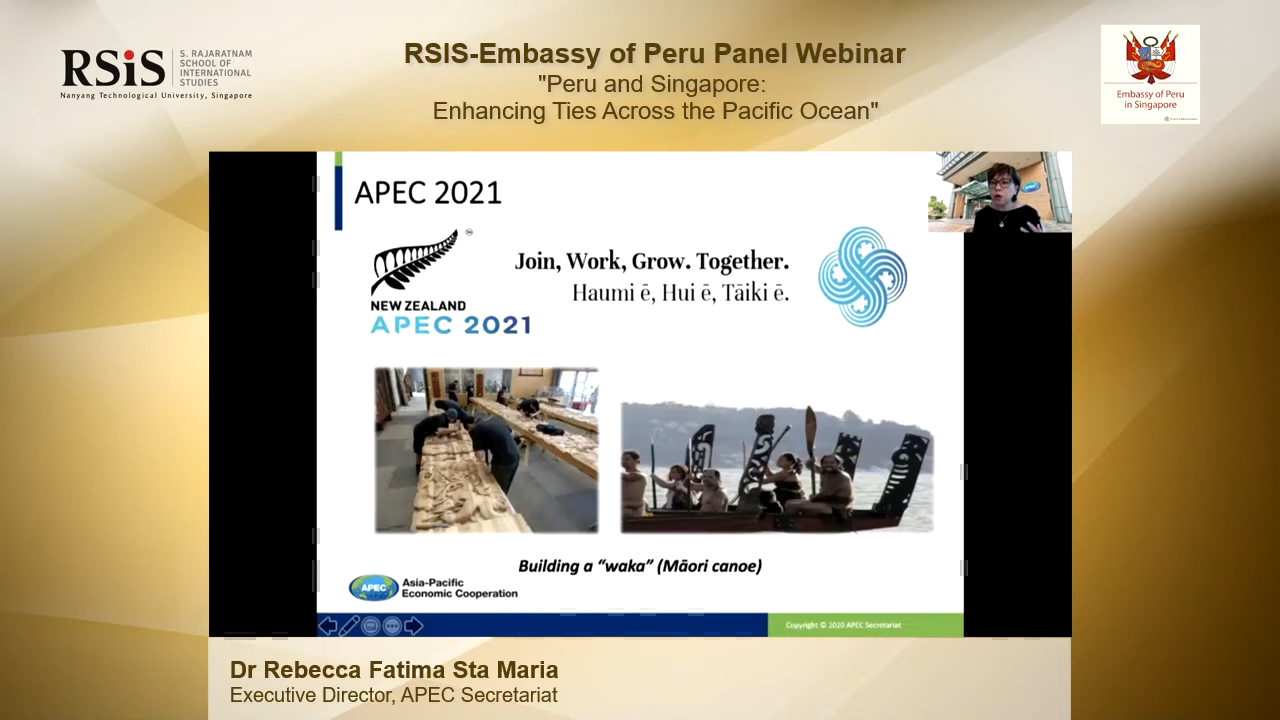 RSiS
S. RAJARATNAM
SCHOOL OF
INTERNATIONAL
STUDIES
Nanyang Technological University, Singapore
RSIS-Embassy of Peru Panel Webinar
"Peru and Singapore:
Enhancing Ties Across the Pacific Ocean"
Embassy of Peru
in Singapore
APEC 2021
NEW ZEALAND
APEC 2021
Join, Work, Grow. Together.
Haumi ē, Hui ē, Tāiki ē.
Building a “waka” (Māori canoe)
APEC
Asia-Pacific
Economic Cooperation
Copyright © 2020 APEC Secretariat
Dr Rebecca Fatima Sta Maria
Executive Director, APEC Secretariat